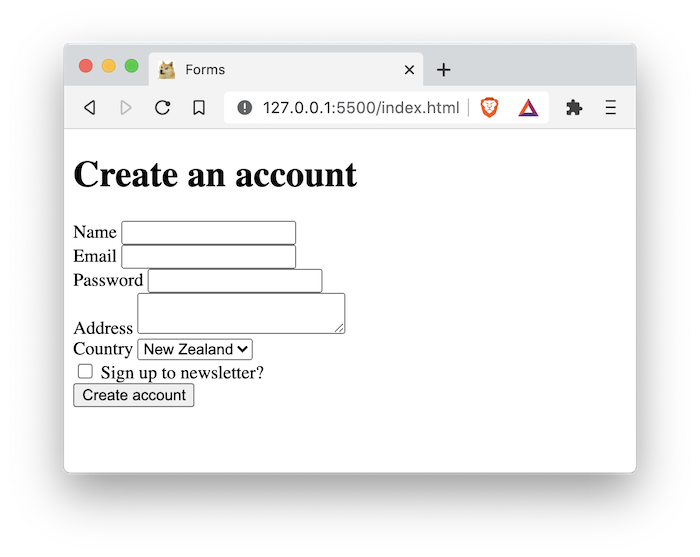 Forms
127.0.0.1:5500/index.html
Create an account
Name
Email
Password
Address
Country New Zealand
Sign up to newsletter?
Create account